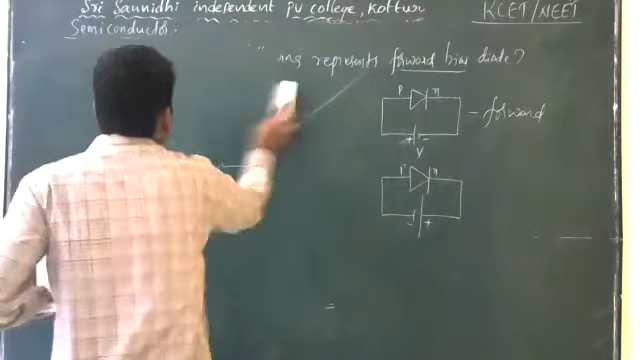 Sri Saunidhi independent PU college, Kottur
KCET/NEET
Semiconductor.
ing represents forward bias diode?
P n
- forward
+ -
V
P n
- +